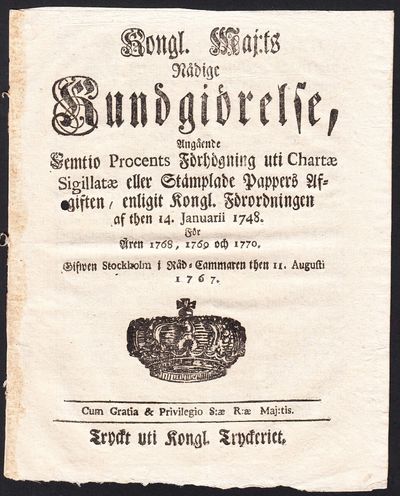 Kongl. Maj:ts
Nådige
Kundgiörelse,
Angående
Femtio Procents Förhögning uti Chartæ
Sigillatæ eller Stämplade Pappers Af-
giften, enligit Kongl. Förordningen
af then 14. Januarii 1748.
För
Åren 1768, 1769 och 1770.
Gifwen Stockholm i Råd-Cammaren then 11. Augusti
1767.
Cum Gratia & Privilegio S:æ R:æ Maj:tis.
Tryckt uti Kongl. Tryckeriet.